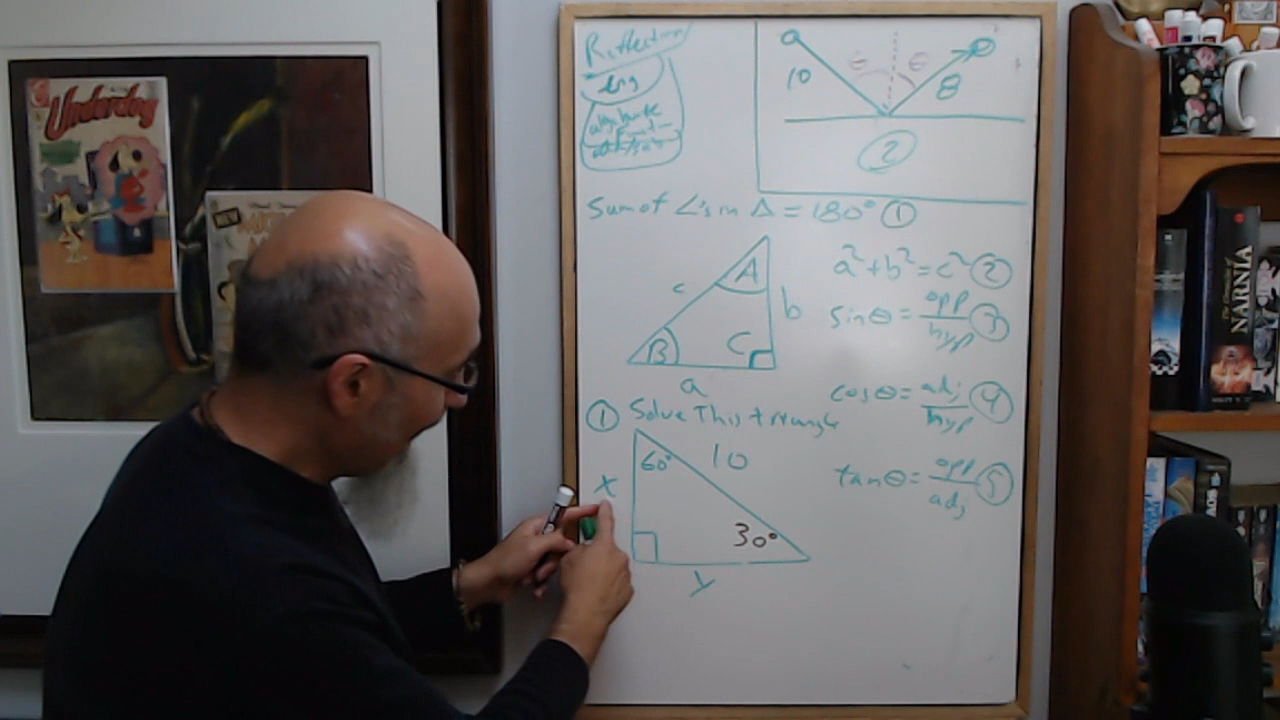 Underdog
NEW
Reflection
10
θ
8
2
Sum of ∠'s in Δ = 180° 1
A
c
b
B
C
a
a² + b² = c² 2
sinθ = opp/hyp 3
cosθ = adj/hyp 4
tanθ = opp/adj 5
1 Solve This triangle
60°
10
x
30°
y
NARNIA